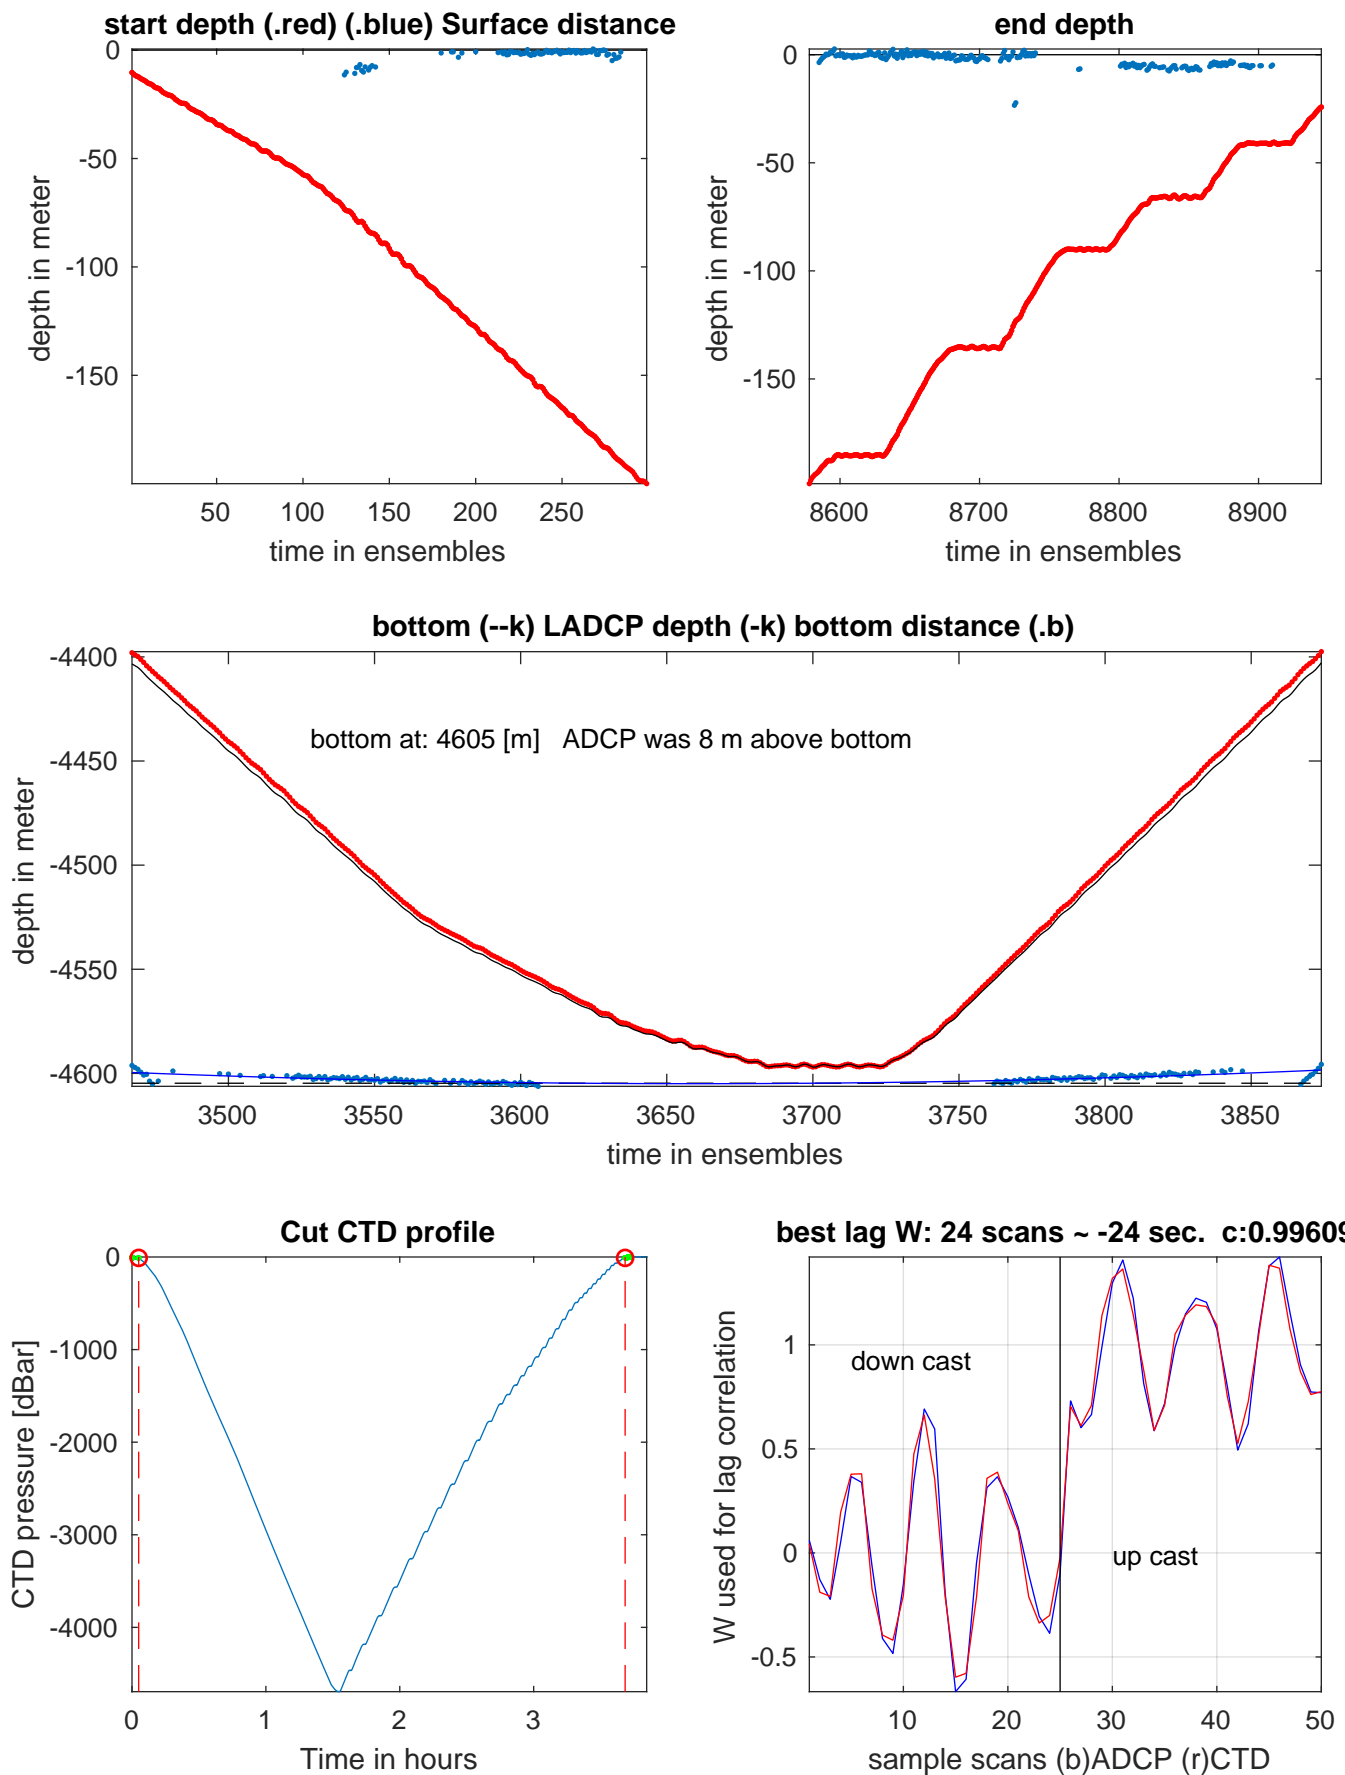 start depth (.red) (.blue) Surface distance
0
-50
-100
-150
depth in meter
50 100 150 200 250
time in ensembles
end depth
0
-50
-100
-150
depth in meter
8600 8700 8800 8900
time in ensembles
bottom (--k) LADCP depth (-k) bottom distance (.b)
-4400
-4450
-4500
-4550
-4600
depth in meter
bottom at: 4605 [m] ADCP was 8 m above bottom
3500 3550 3600 3650 3700 3750 3800 3850
time in ensembles
Cut CTD profile
0
-1000
-2000
-3000
-4000
CTD pressure [dBar]
0 1 2 3
Time in hours
best lag W: 24 scans ~ -24 sec. c:0.99609
1
0.5
0
-0.5
W used for lag correlation
down cast
up cast
10 20 30 40 50
sample scans (b)ADCP (r)CTD